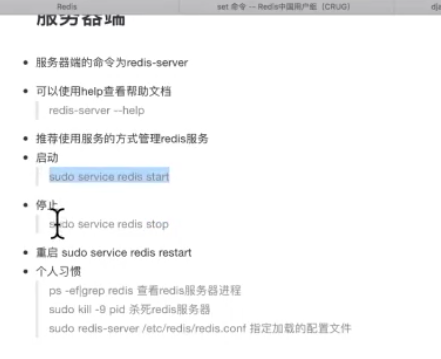 Redis
set 命令 -- Redis中国用户组（CRUG）
服务器端
服务器端的命令为redis-server
可以使用help查看帮助文档
redis-server --help
推荐使用服务的方式管理redis服务
启动
sudo service redis start
停止
sudo service redis stop
重启 sudo service redis restart
个人习惯
ps -ef|grep redis 查看redis服务器进程
sudo kill -9 pid 杀死redis服务器
sudo redis-server /etc/redis/redis.conf 指定加载的配置文件